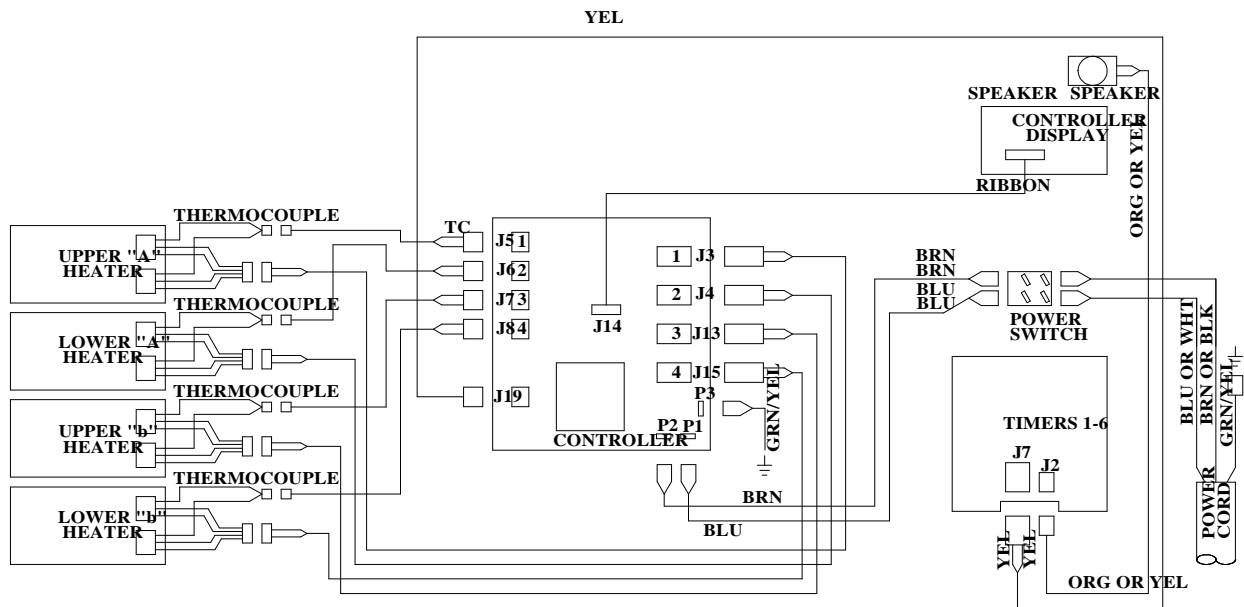 YEL
SPEAKER
SPEAKER
CONTROLLER
DISPLAY
ORG OR YEL
RIBBON
THERMOCOUPLE
UPPER "A"
HEATER
THERMOCOUPLE
LOWER "A"
HEATER
THERMOCOUPLE
UPPER "b"
HEATER
THERMOCOUPLE
LOWER "b"
HEATER
TC
J5 1
J6 2
J7 3
J8 4
J19
J14
1 J3
2 J4
3 J13
4 J15
P3
P2 P1
CONTROLLER
GRN/YEL
BRN
BLU
BRN
BRN
BLU
BLU
POWER
SWITCH
BLU OR WHT
BRN OR BLK
GRN/YEL
TIMERS 1-6
J7
J2
YEL
YEL
ORG OR YEL
POWER
CORD